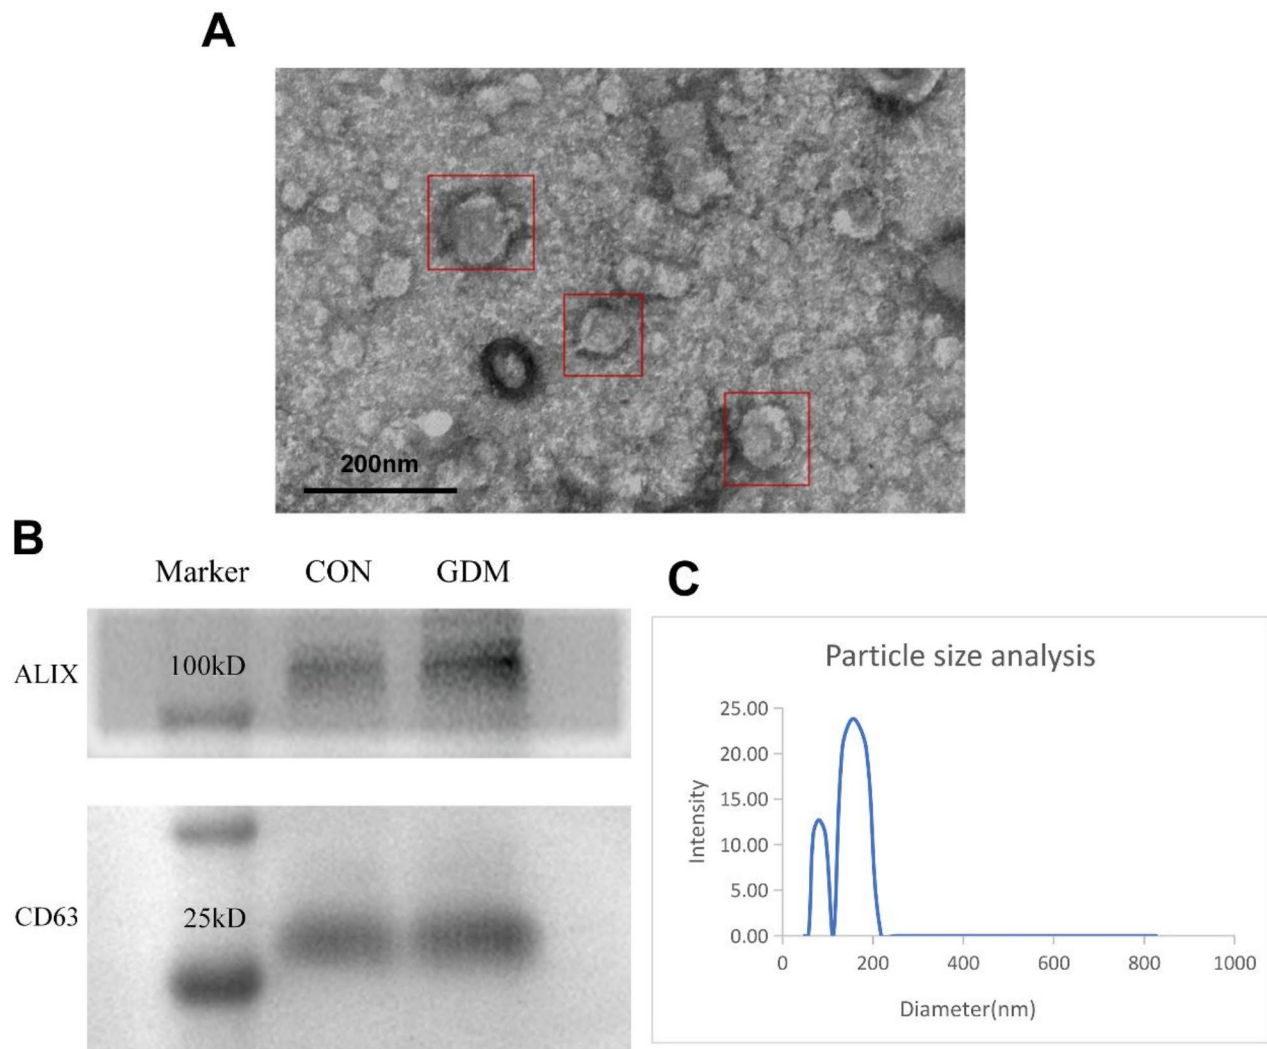 A
200nm
B
Marker CON GDM
ALIX
100kD
CD63
25kD
C
Particle size analysis
Intensity
25.00
20.00
15.00
10.00
5.00
0.00
0 200 400 600 800 1000
Diameter(nm)